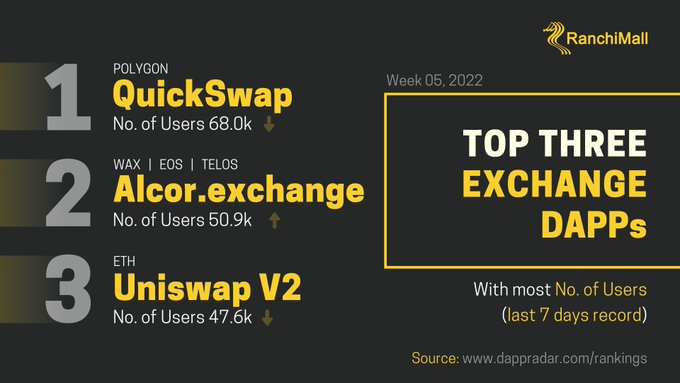 RanchiMall
Week 05, 2022
TOP THREE
EXCHANGE
DAPPs
With most No. of Users
(last 7 days record)
1
POLYGON
QuickSwap
No. of Users 68.0k
2
WAX | EOS | TELOS
Alcor.exchange
No. of Users 50.9k
3
ETH
Uniswap V2
No. of Users 47.6k
Source: www.dappradar.com/rankings